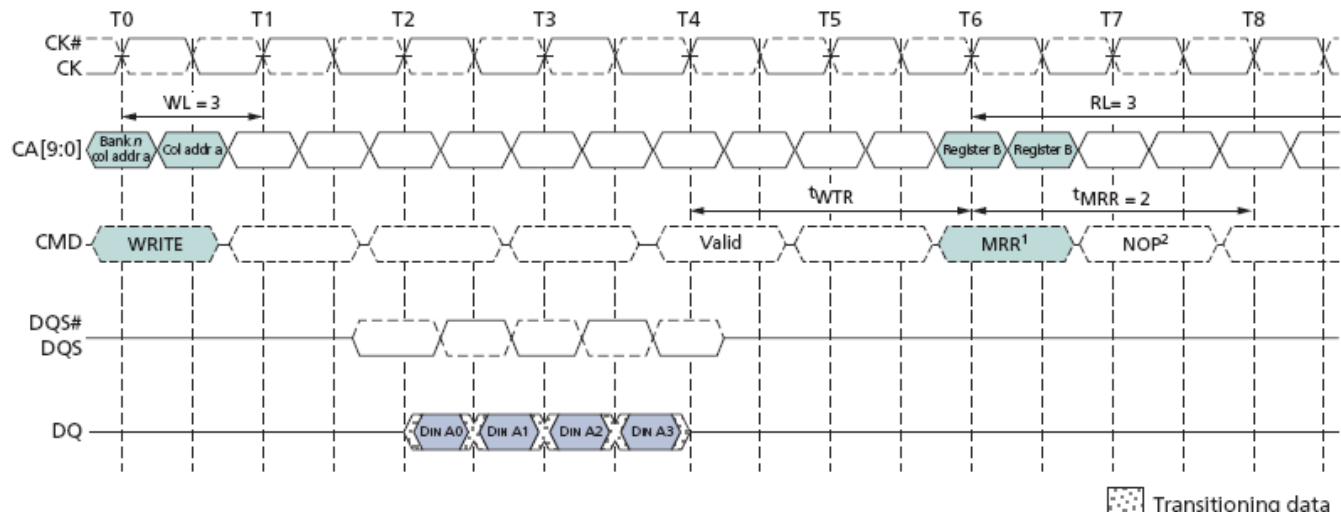 T0 T1 T2 T3 T4 T5 T6 T7 T8
CK#
CK
WL = 3 RL= 3
CA[9:0] Bank n col addr a Col addr a Register B Register B
tWTR tMRR = 2
CMD WRITE Valid MRR1 NOP2
DQS#
DQS
DQ DIN A0 DIN A1 DIN A2 DIN A3
Transitioning data